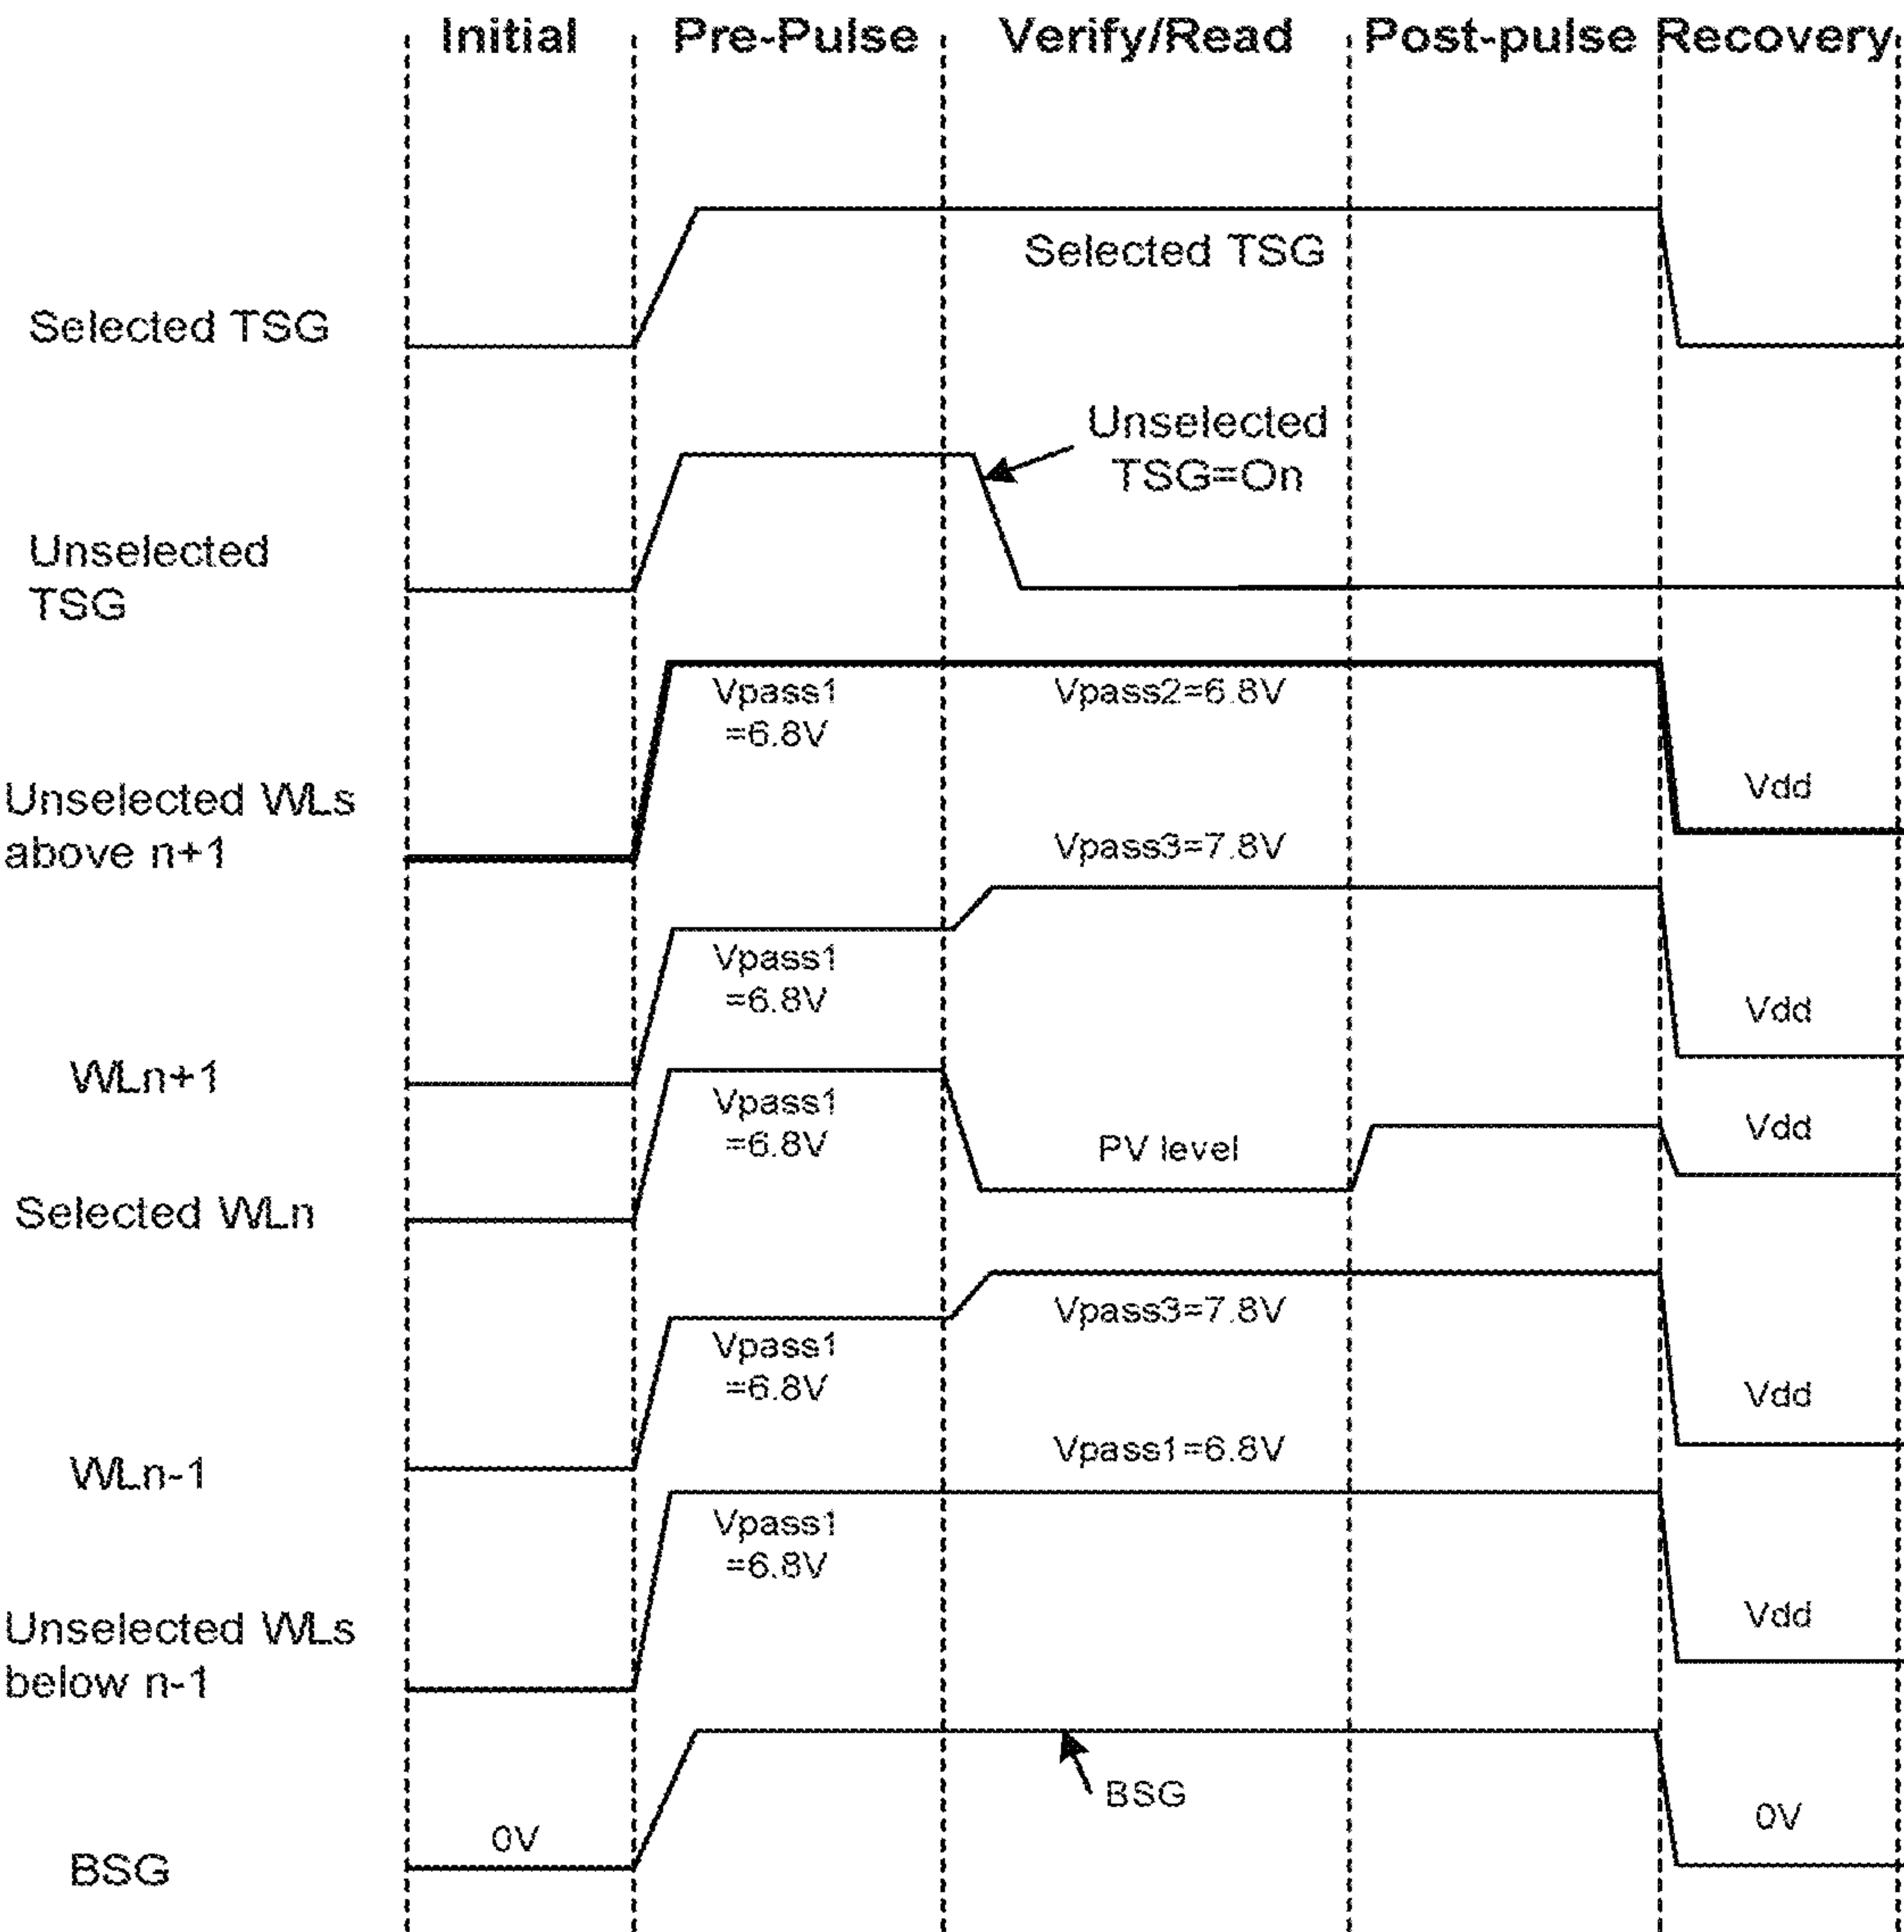 Initial Pre-Pulse Verify/Read Post-pulse Recovery
Selected TSG
Selected TSG
Unselected
TSG=On
Unselected
TSG
Vpass1
=6.8V
Vpass2=6.8V
Vdd
Unselected WLs
above n+1
Vpass3=7.8V
Vpass1
=6.8V
Vdd
WLn+1
Vpass1
=6.8V
PV level
Vdd
Selected WLn
Vpass3=7.8V
Vpass1
=6.8V
Vdd
WLn-1
Vpass1=6.8V
Vpass1
=6.8V
Vdd
Unselected WLs
below n-1
BSG
0V
0V
BSG